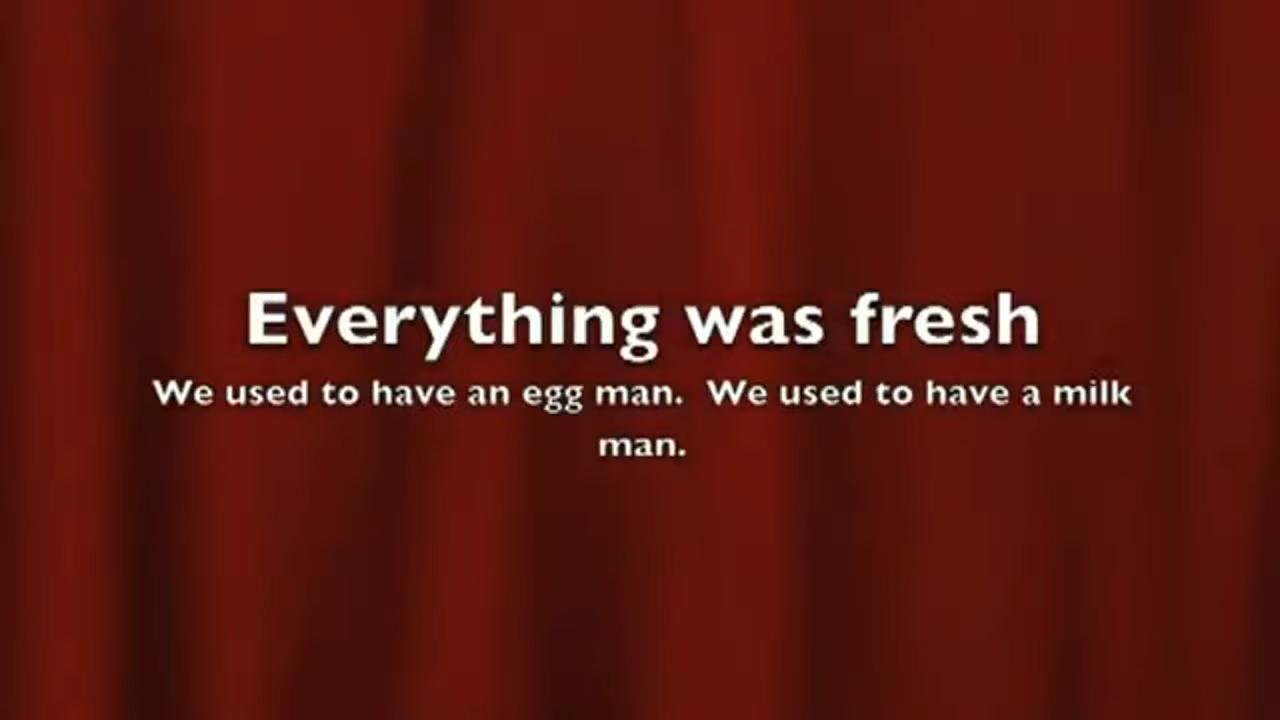 Everything was fresh
We used to have an egg man.  We used to have a milk
man.